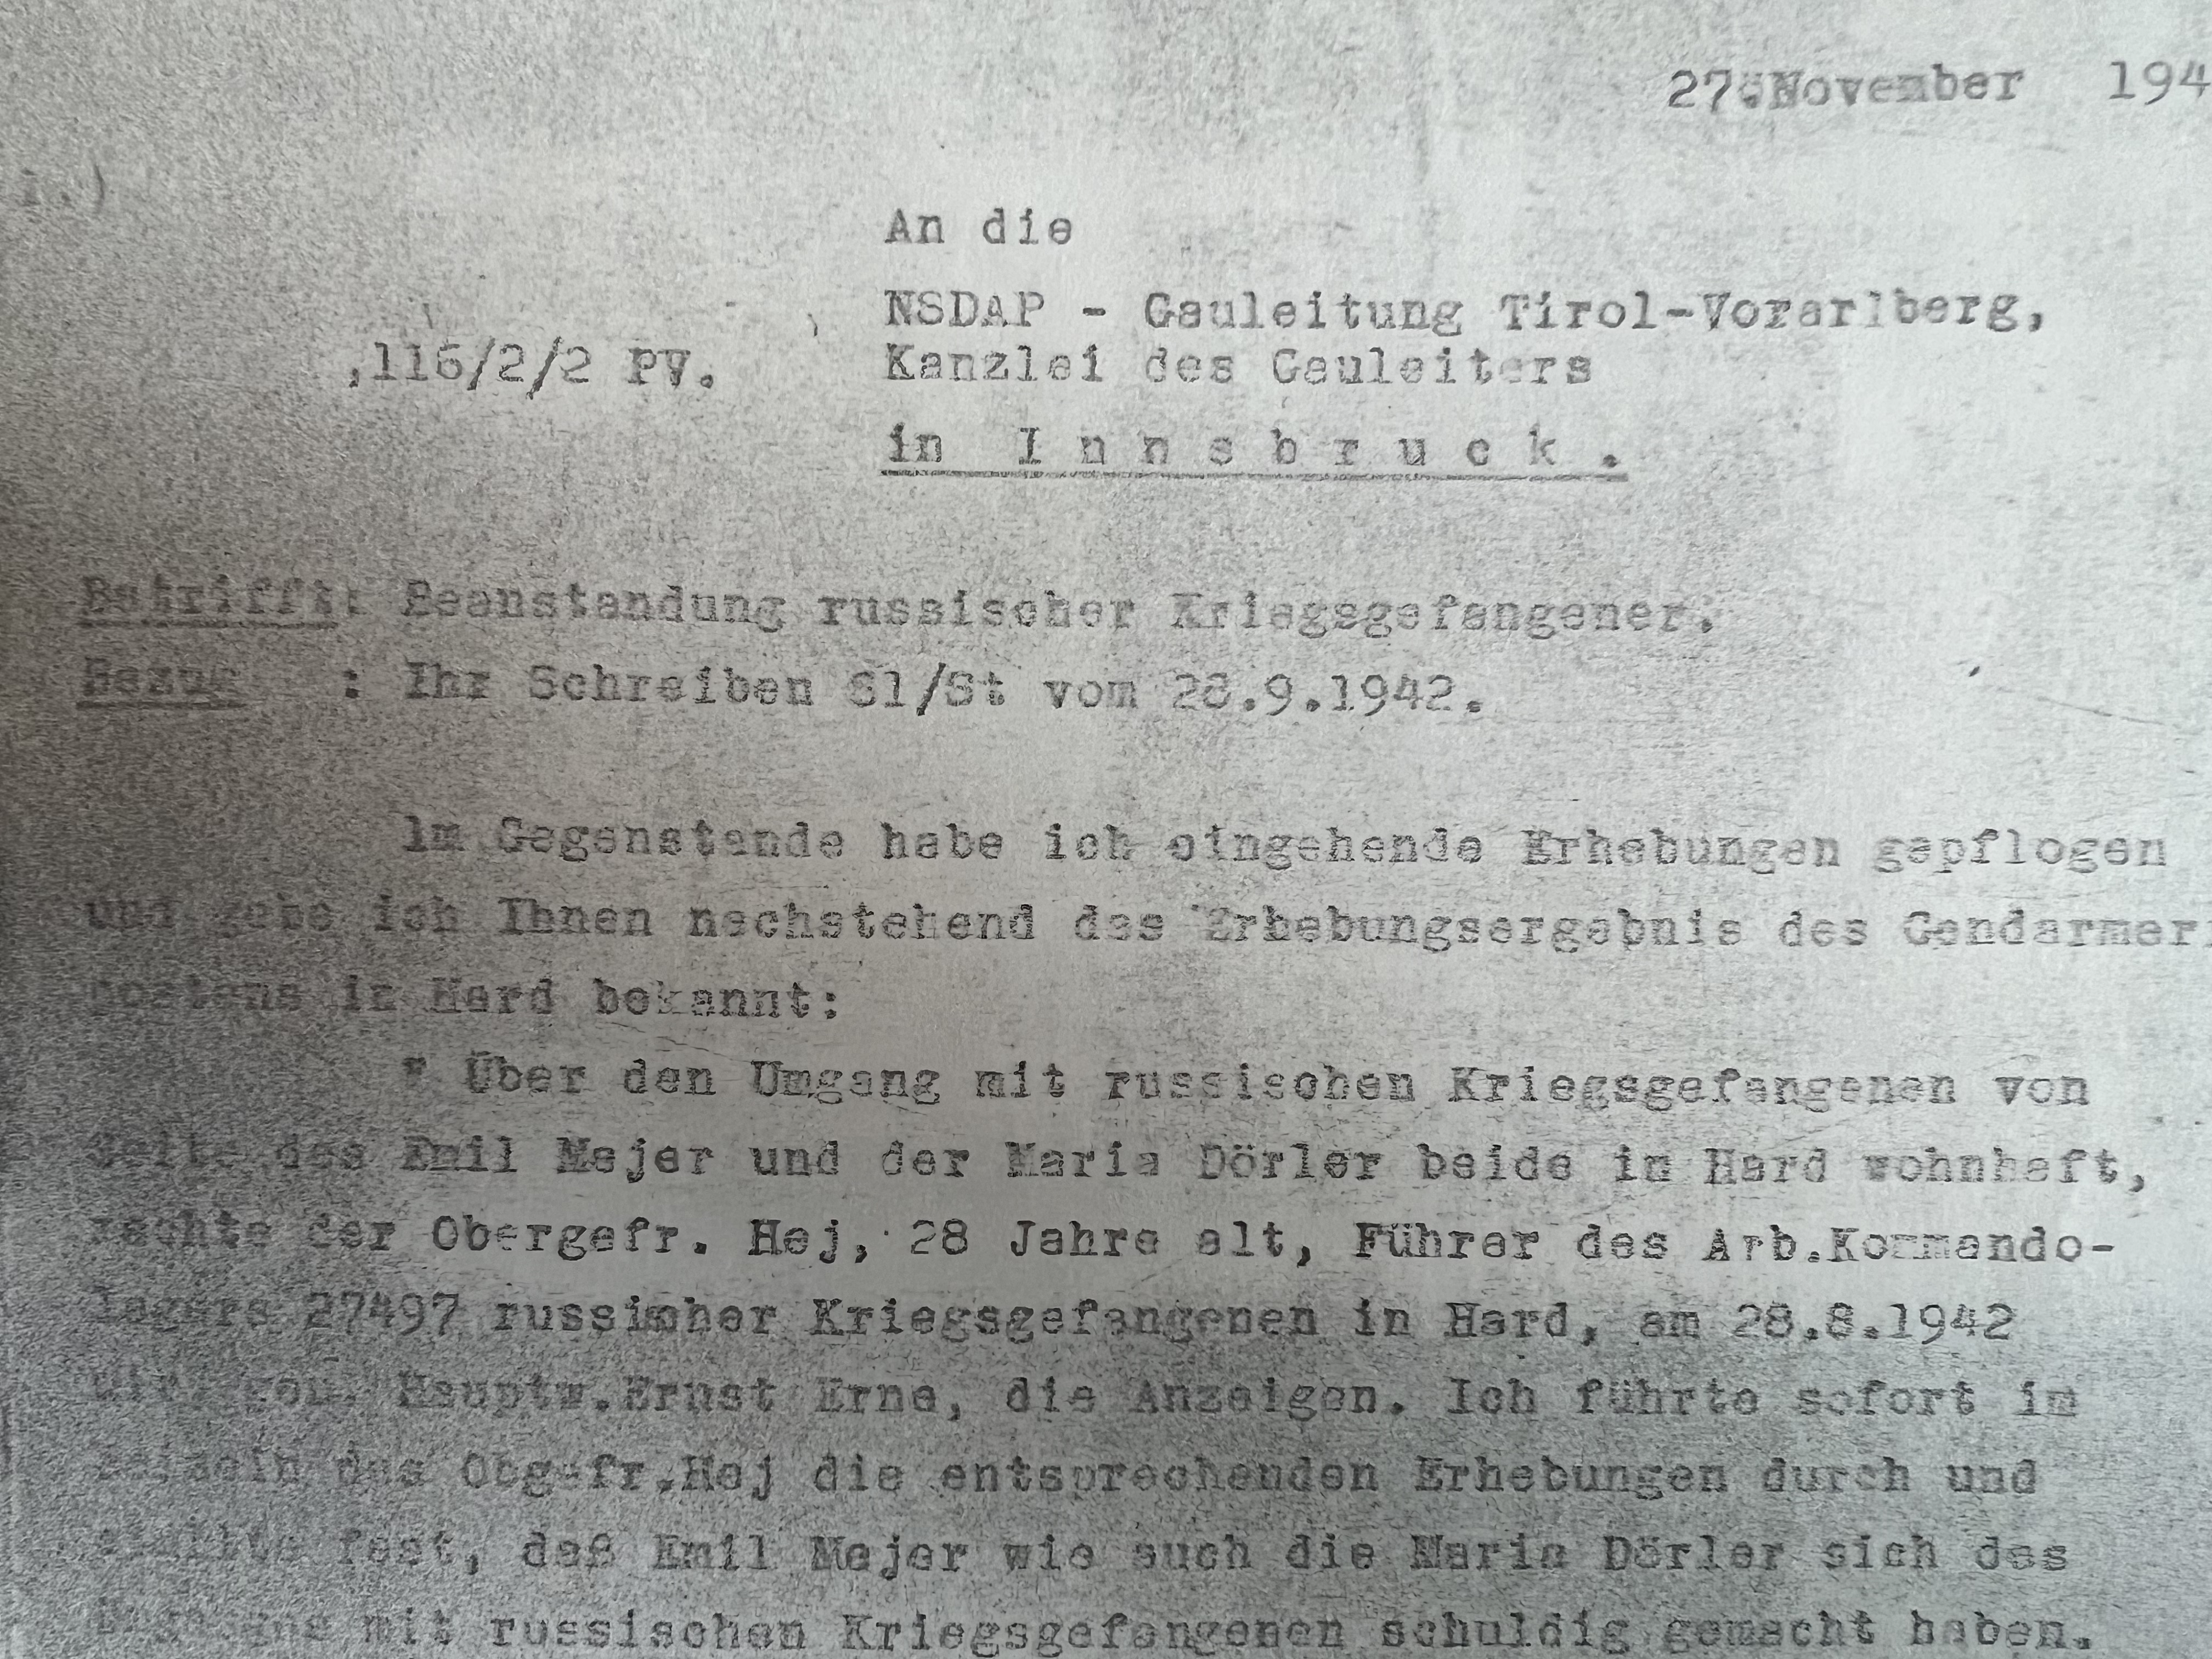 27. November 194
An die
NSDAP - Gauleitung Tirol-Vorarlberg,
,116/2/2 PV. Kanzlei des Gauleiters
in Innsbruck.
Betrifft: Beanstandung russischer Kriegsgefangener.
Bezug : Ihr Schreiben Sl/St vom 28.9.1942.
Im Gegenstande habe ich eingehende Erhebungen gepflogen
und gebe ich Ihnen nachstehend das Erhebungsergebnis des Gendarmer
postens in Hard bekannt:
" Über den Umgang mit russischen Kriegsgefangenen von
Seite des Emil Majer und der Maria Dörler beide in Hard wohnhaft,
der Obergefr. Hej, 28 Jahre alt, Führer des Arb.Kommando-
lagers 27497 russischer Kriegsgefangenen in Hard, am 28.8.1942
Hauptw.Ernst Erne, die Anzeigen. Ich führte sofort im
des Obgefr.Hej die entsprechenden Erhebungen durch und
fest, daß Emil Majer wie auch die Maria Dörler sich des
mit russischen Kriegsgefangenen schuldig gemacht haben.